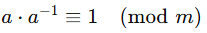 a · a⁻¹ ≡ 1 (mod m)